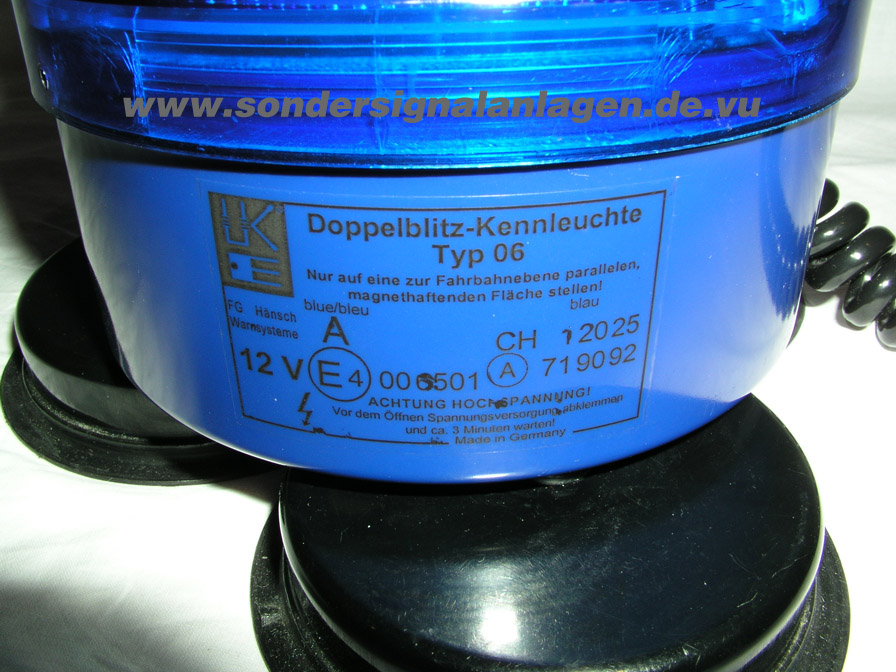 www.sondersignalanlagen.de.vu
Doppelblitz-Kennleuchte
Typ 06
Nur auf eine zur Fahrbahnebene parallelen,
magnethaftenden Fläche stellen!
FG Hänsch
Warnsysteme
blue/bleu blau
A CH 12025
12 V E4 006501 A 719092
ACHTUNG HOCHSPANNUNG!
Vor dem Öffnen Spannungsversorgung abklemmen
und ca. 3 Minuten warten!
Made in Germany